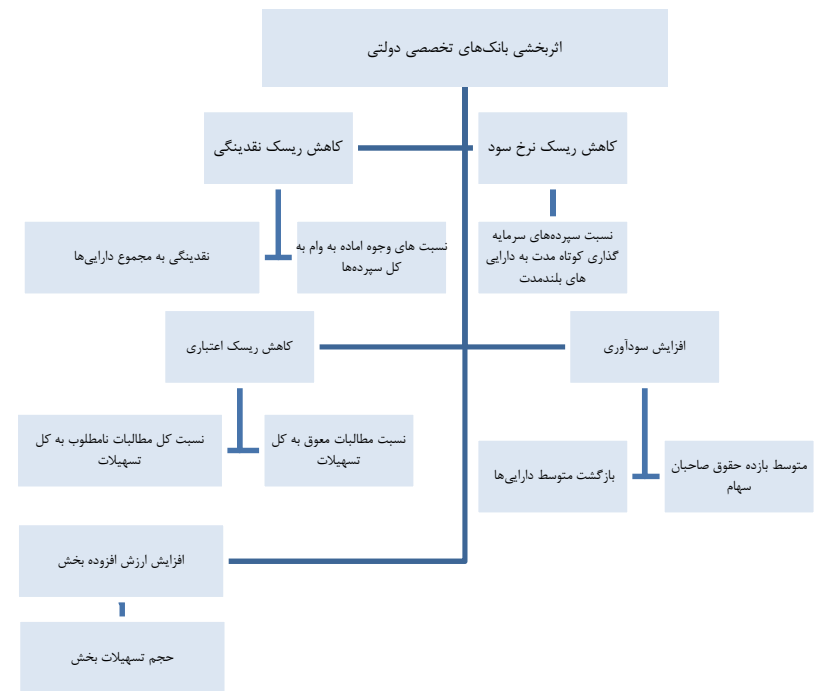 اثربخشی بانک‌های تخصصی دولتی
کاهش ریسک نرخ سود
کاهش ریسک نقدینگی
نسبت سپرده‌های سرمایه
گذاری کوتاه مدت به دارایی
های بلندمدت
نسبت های وجوه اماده به وام به
کل سپرده‌ها
نقدینگی به مجموع دارایی‌ها
افزایش سودآوری
کاهش ریسک اعتباری
متوسط بازده حقوق صاحبان
سهام
بازگشت متوسط دارایی‌ها
نسبت مطالبات معوق به کل
تسهیلات
نسبت کل مطالبات نامطلوب به کل
تسهیلات
افزایش ارزش افزوده بخش
حجم تسهیلات بخش